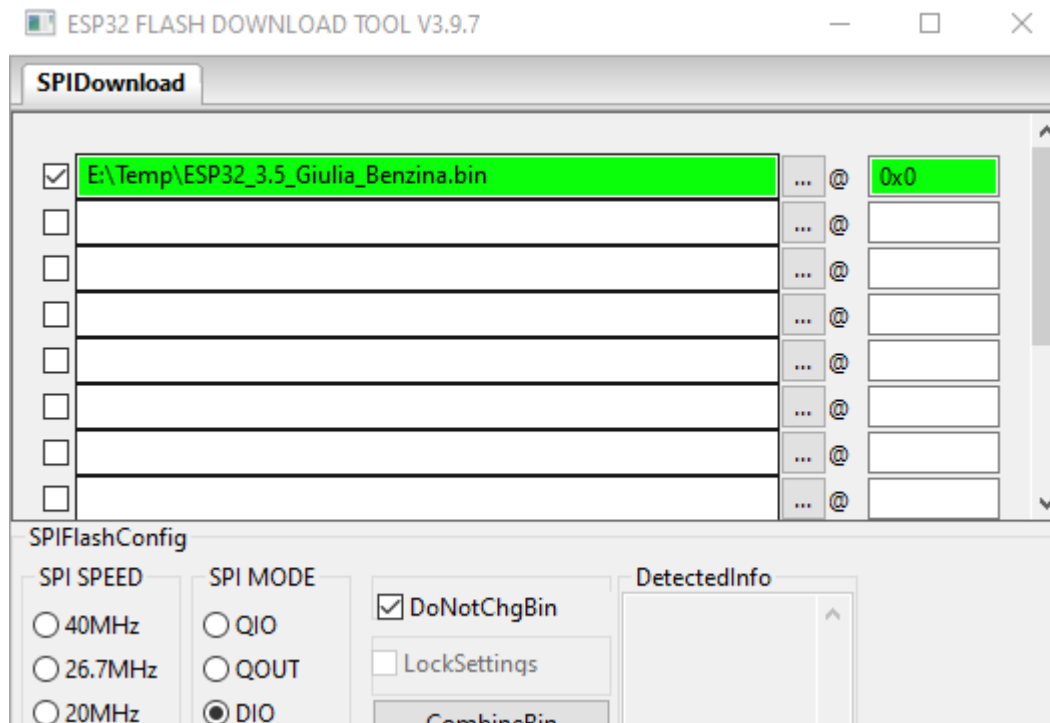 ESP32 FLASH DOWNLOAD TOOL V3.9.7
SPIDownload
E:\Temp\ESP32_3.5_Giulia_Benzina.bin ... @ 0x0
... @
... @
... @
... @
... @
... @
... @
SPIFlashConfig
SPI SPEED SPI MODE DetectedInfo
DoNotChgBin
40MHz QIO
26.7MHz QOUT LockSettings
20MHz DIO CombineBin